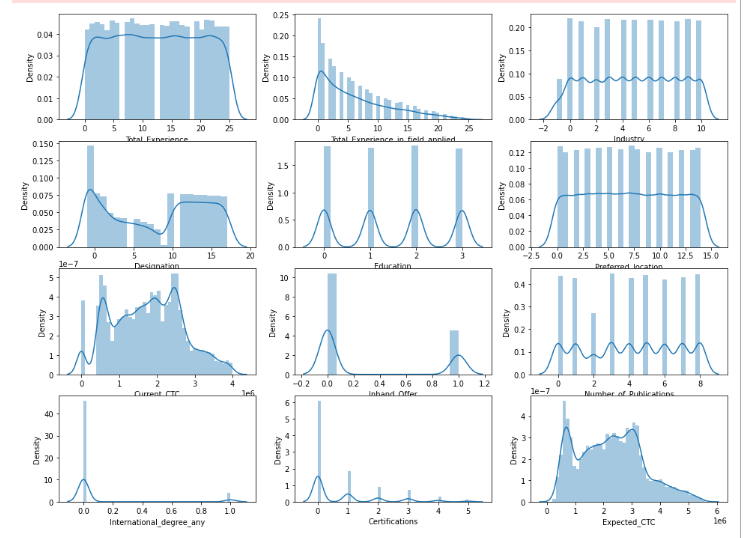 0.04
0.03
0.02
0.01
0.00
Density
0 5 10 15 20 25
Total_Experience
0.25
0.20
0.15
0.10
0.05
0.00
Density
0 5 10 15 20 25
Total_Experience_in_field_applied
0.20
0.15
0.10
0.05
0.00
Density
−2 0 2 4 6 8 10
Industry
0.150
0.125
0.100
0.075
0.050
0.025
0.000
Density
0 5 10 15 20
Designation
1.5
1.0
0.5
0.0
Density
0 1 2 3
Education
0.12
0.10
0.08
0.06
0.04
0.02
0.00
Density
−2.5 0.0 2.5 5.0 7.5 10.0 12.5 15.0
Preferred_location
1e−7
5
4
3
2
1
0
Density
0 1 2 3 4
1e6
Current_CTC
10
8
6
4
2
0
Density
−0.2 0.0 0.2 0.4 0.6 0.8 1.0 1.2
Inhand_Offer
0.4
0.3
0.2
0.1
0.0
Density
0 2 4 6 8
Number_of_Publications
40
30
20
10
0
Density
0.0 0.2 0.4 0.6 0.8 1.0
International_degree_any
6
5
4
3
2
1
0
Density
0 1 2 3 4 5
Certifications
1e−7
5
4
3
2
1
0
Density
0 1 2 3 4 5 6
1e6
Expected_CTC